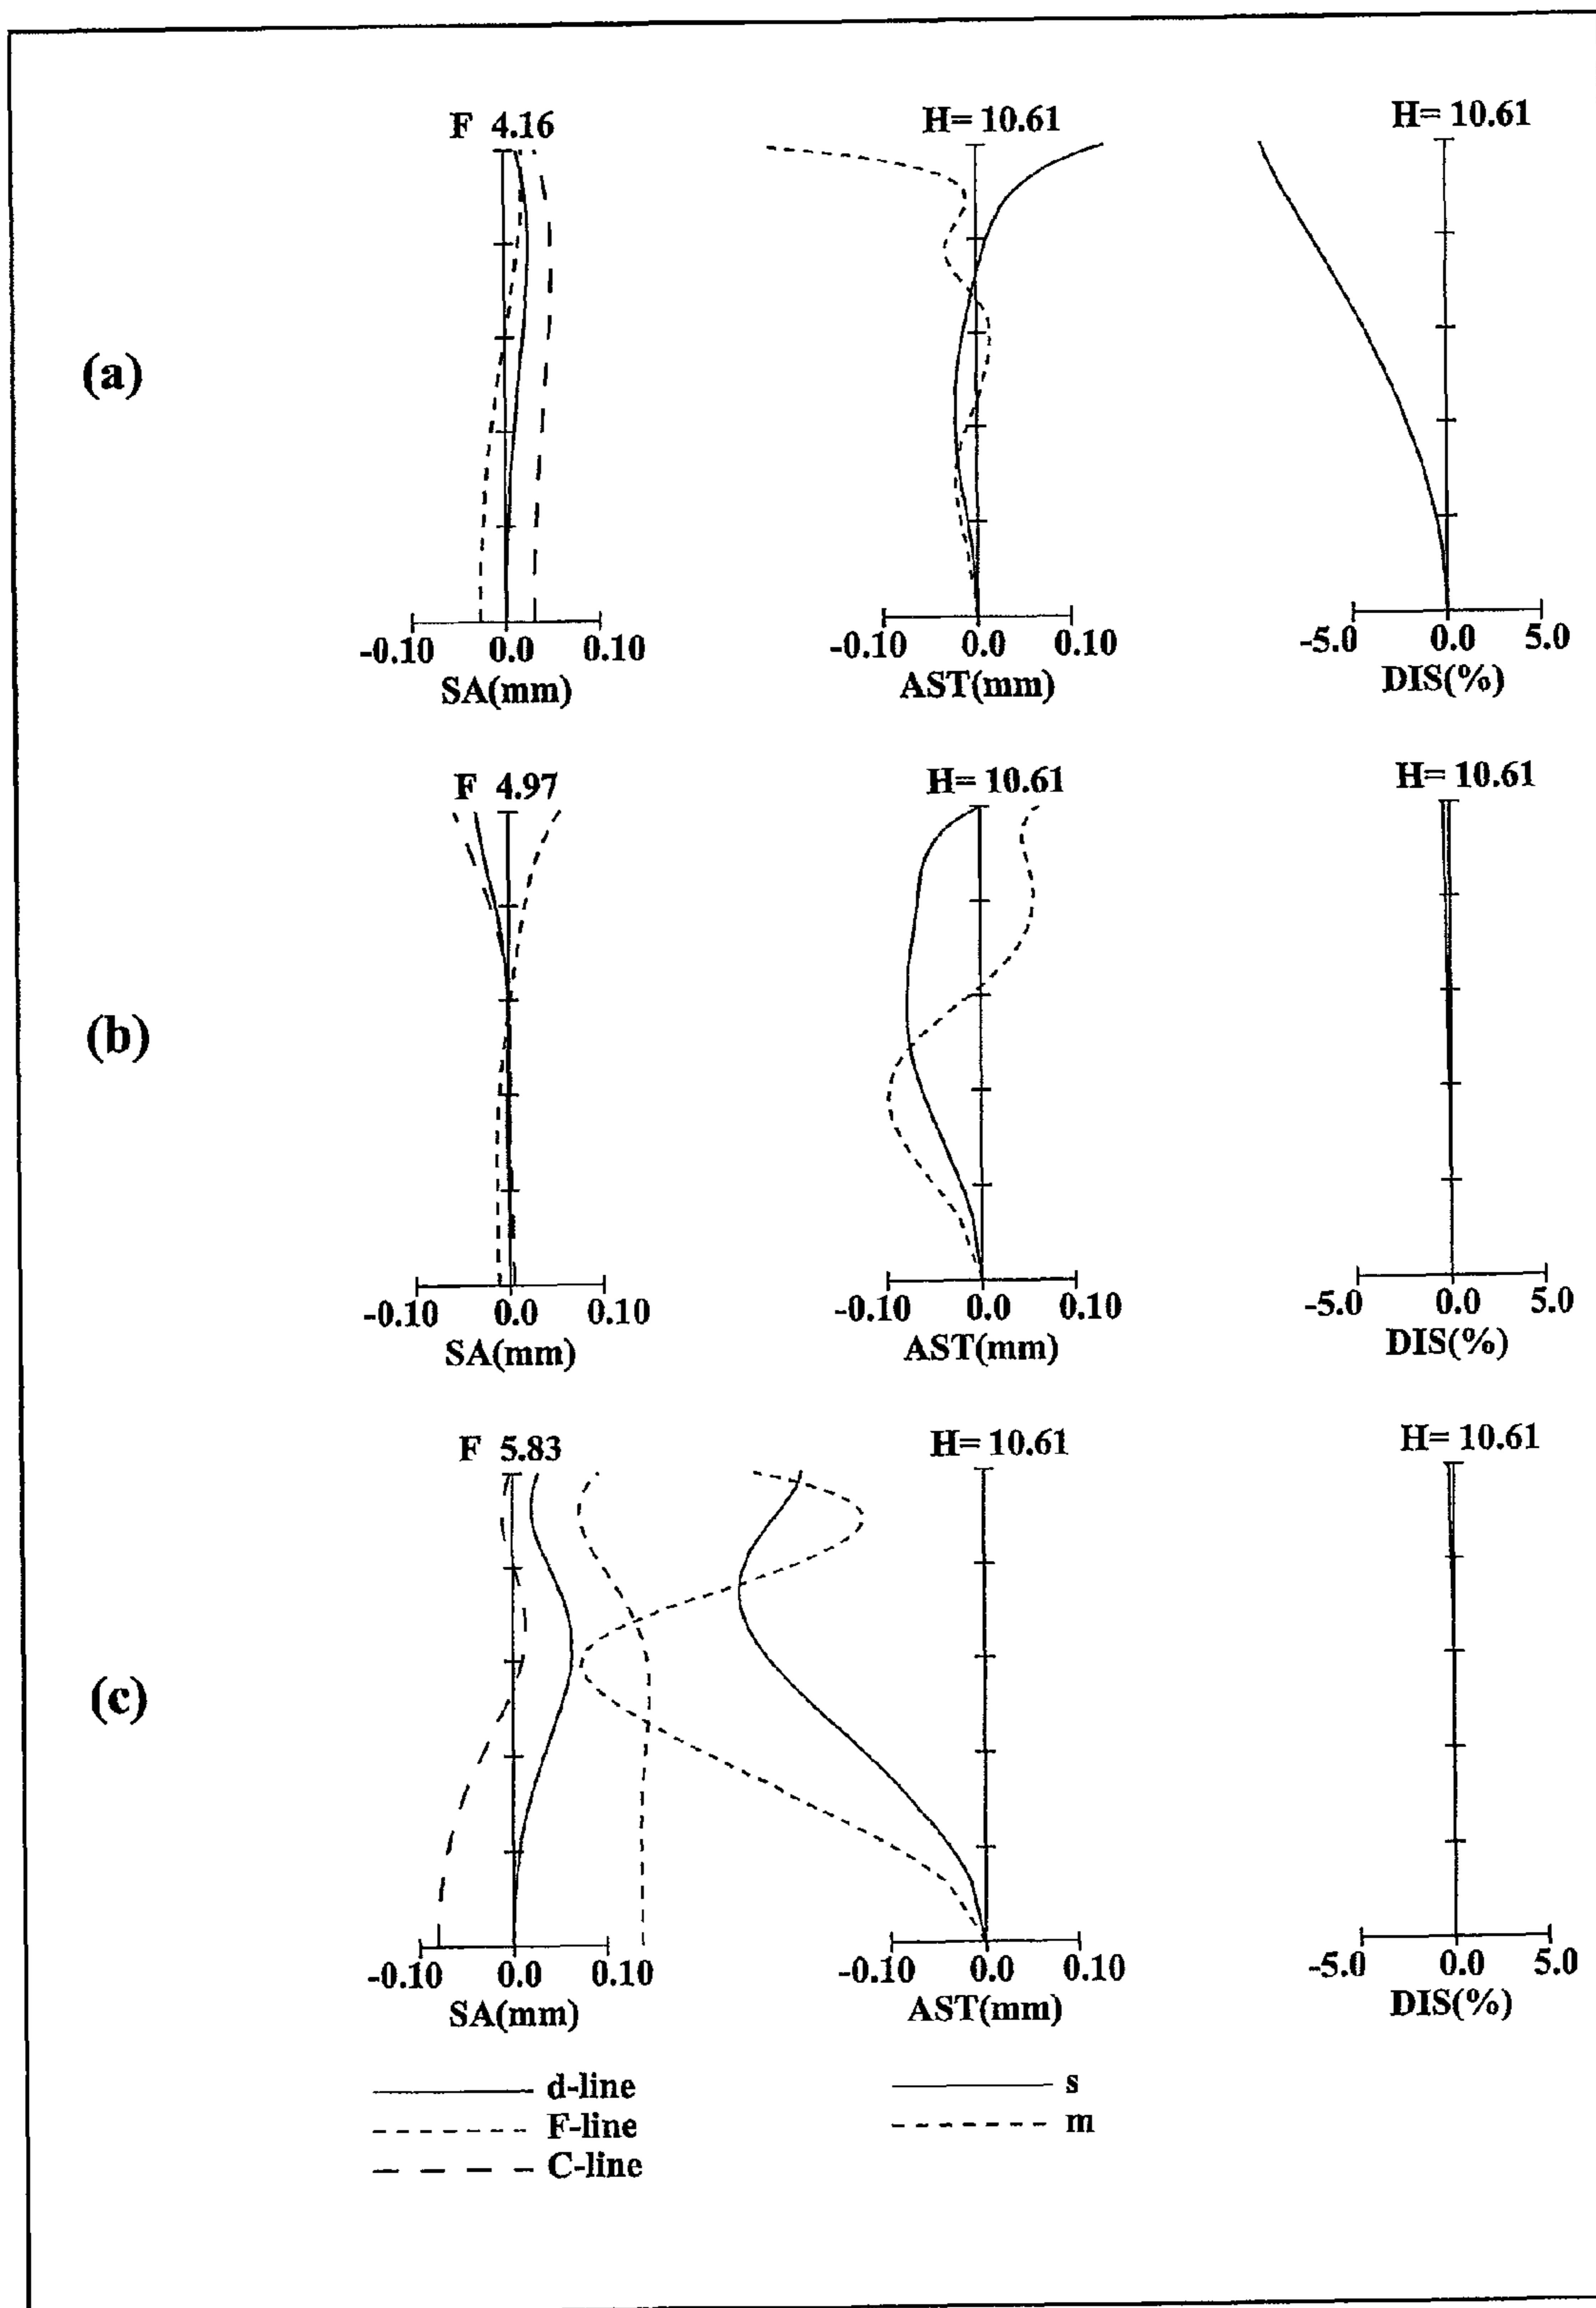 F 4.16 H= 10.61 H= 10.61
(a)
-0.10 0.0 0.10 -0.10 0.0 0.10 -5.0 0.0 5.0
SA(mm) AST(mm) DIS(%)
F 4.97 H= 10.61 H= 10.61
(b)
-0.10 0.0 0.10 -0.10 0.0 0.10 -5.0 0.0 5.0
SA(mm) AST(mm) DIS(%)
F 5.83 H= 10.61 H= 10.61
(c)
-0.10 0.0 0.10 -0.10 0.0 0.10 -5.0 0.0 5.0
SA(mm) AST(mm) DIS(%)
d-line s
F-line m
C-line